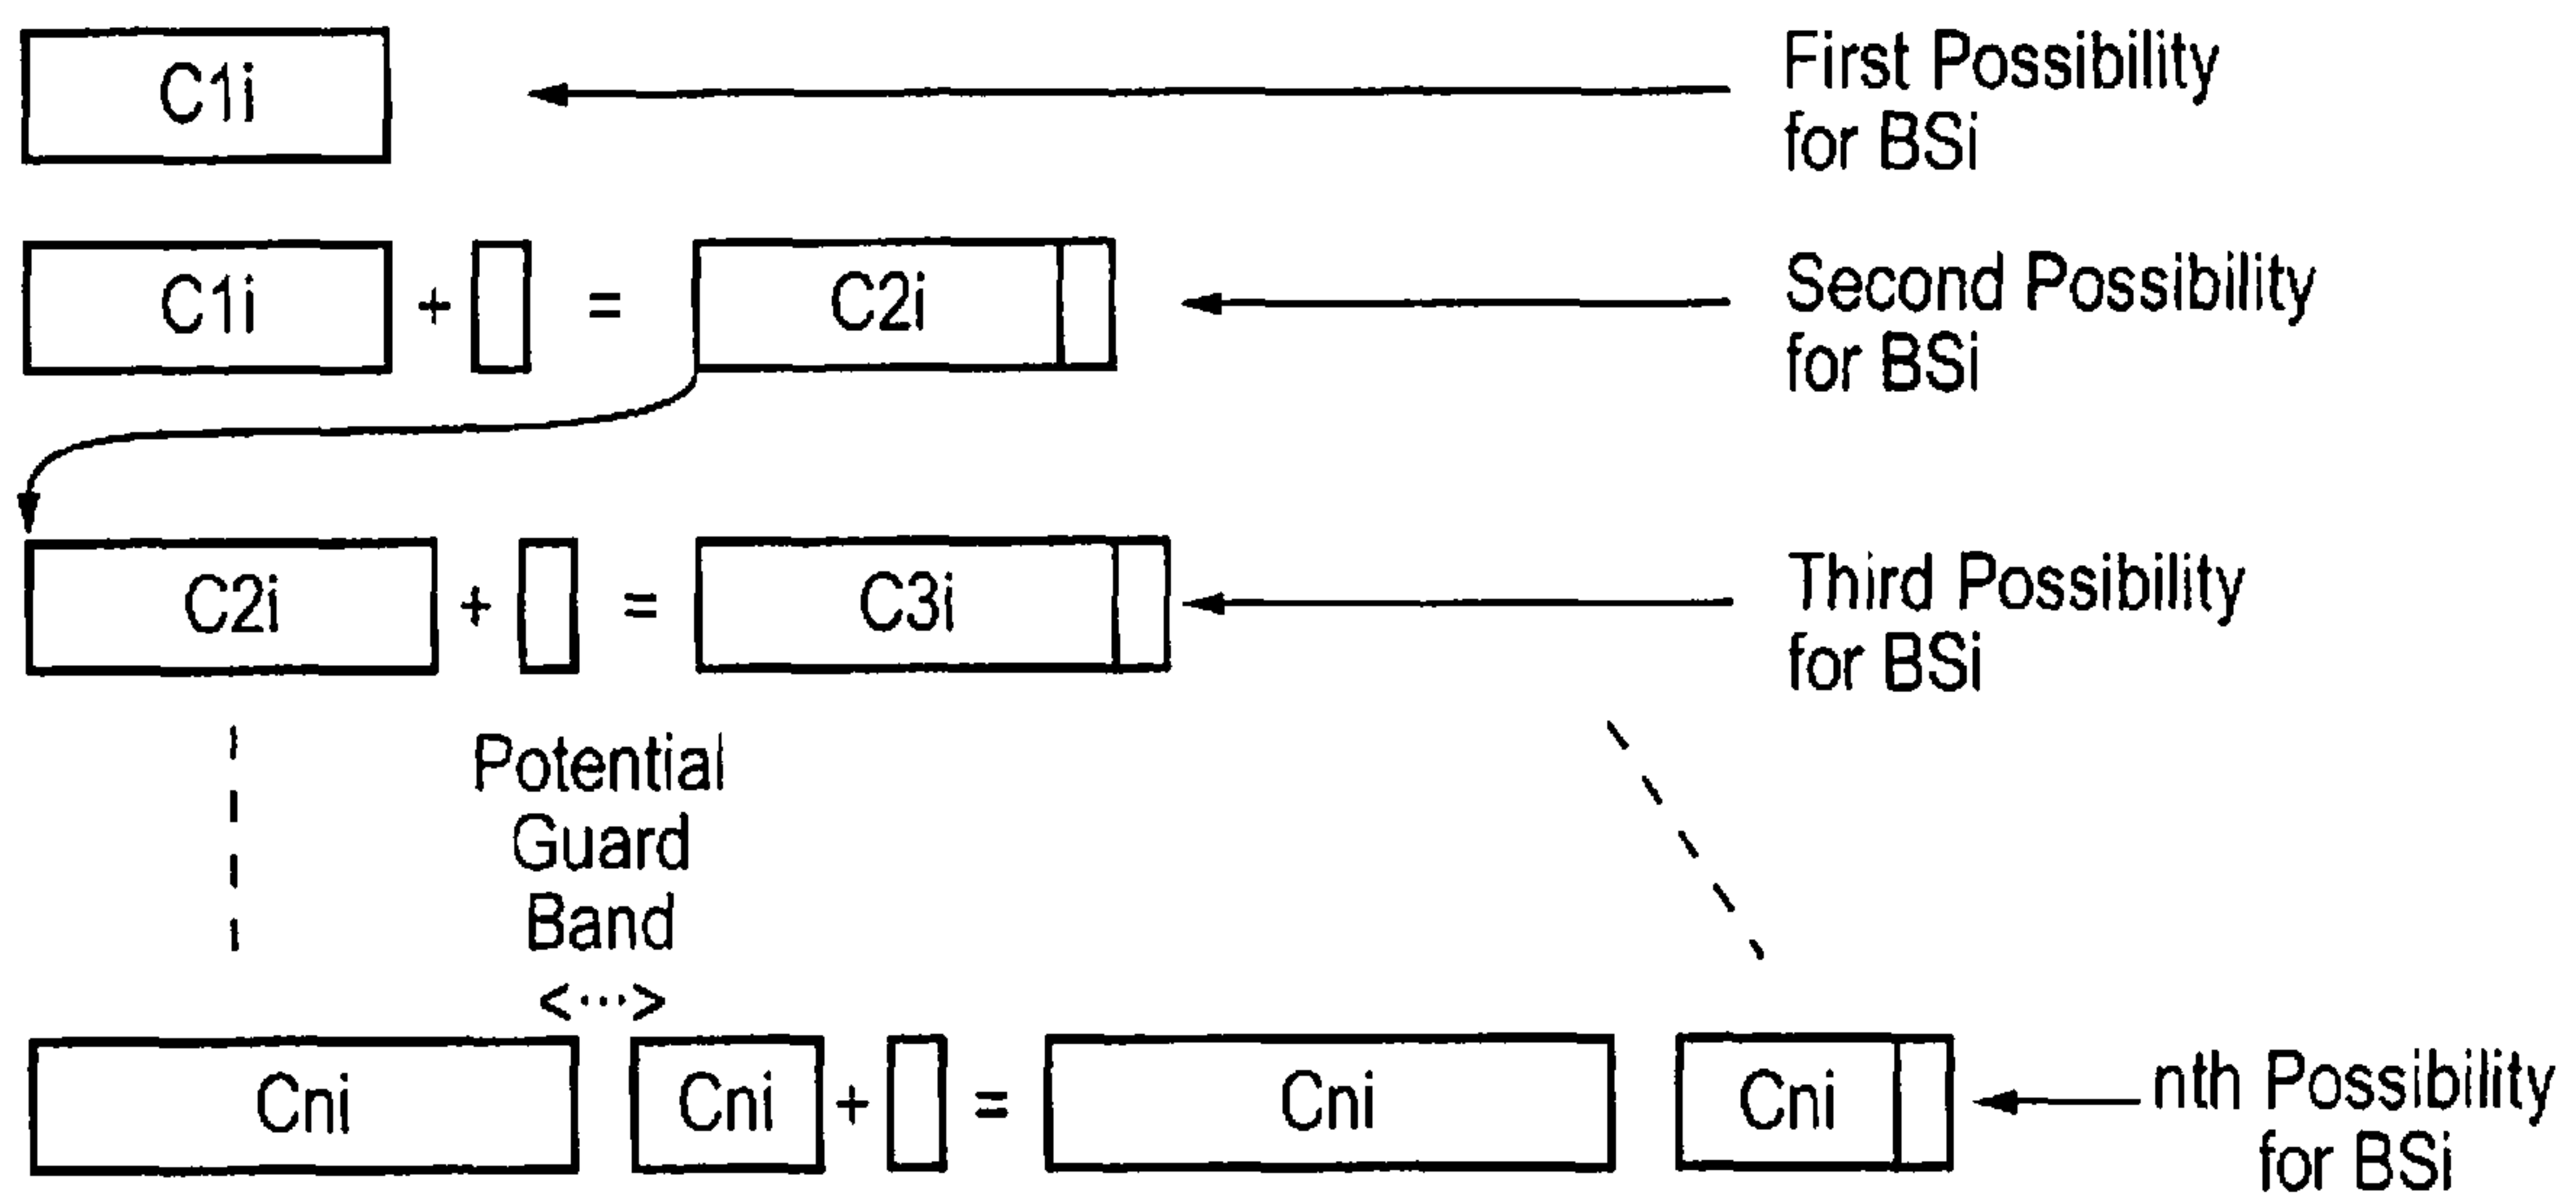 C1i
First Possibility
for BSi
C1i + = C2i
Second Possibility
for BSi
C2i + = C3i
Third Possibility
for BSi
Potential
Guard
Band
<···>
Cni Cni + = Cni Cni
nth Possibility
for BSi